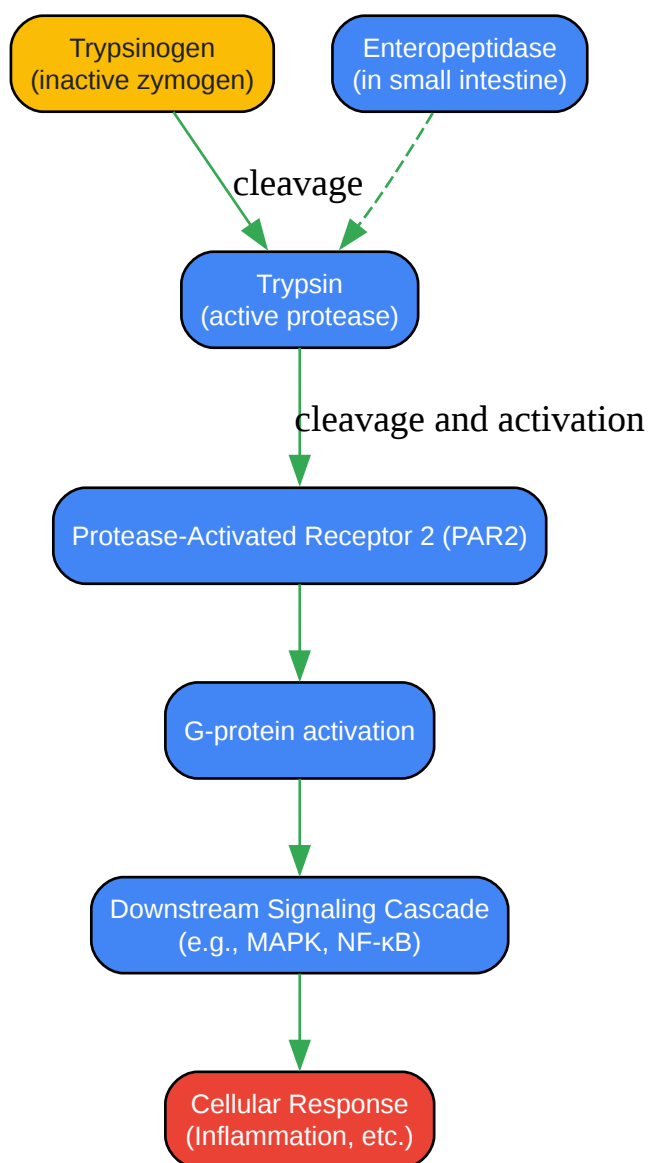 Trypsinogen
(inactive zymogen)
Enteropeptidase
(in small intestine)
cleavage
Trypsin
(active protease)
cleavage and activation
Protease-Activated Receptor 2 (PAR2)
G-protein activation
Downstream Signaling Cascade
(e.g., MAPK, NF-κB)
Cellular Response
(Inflammation, etc.)